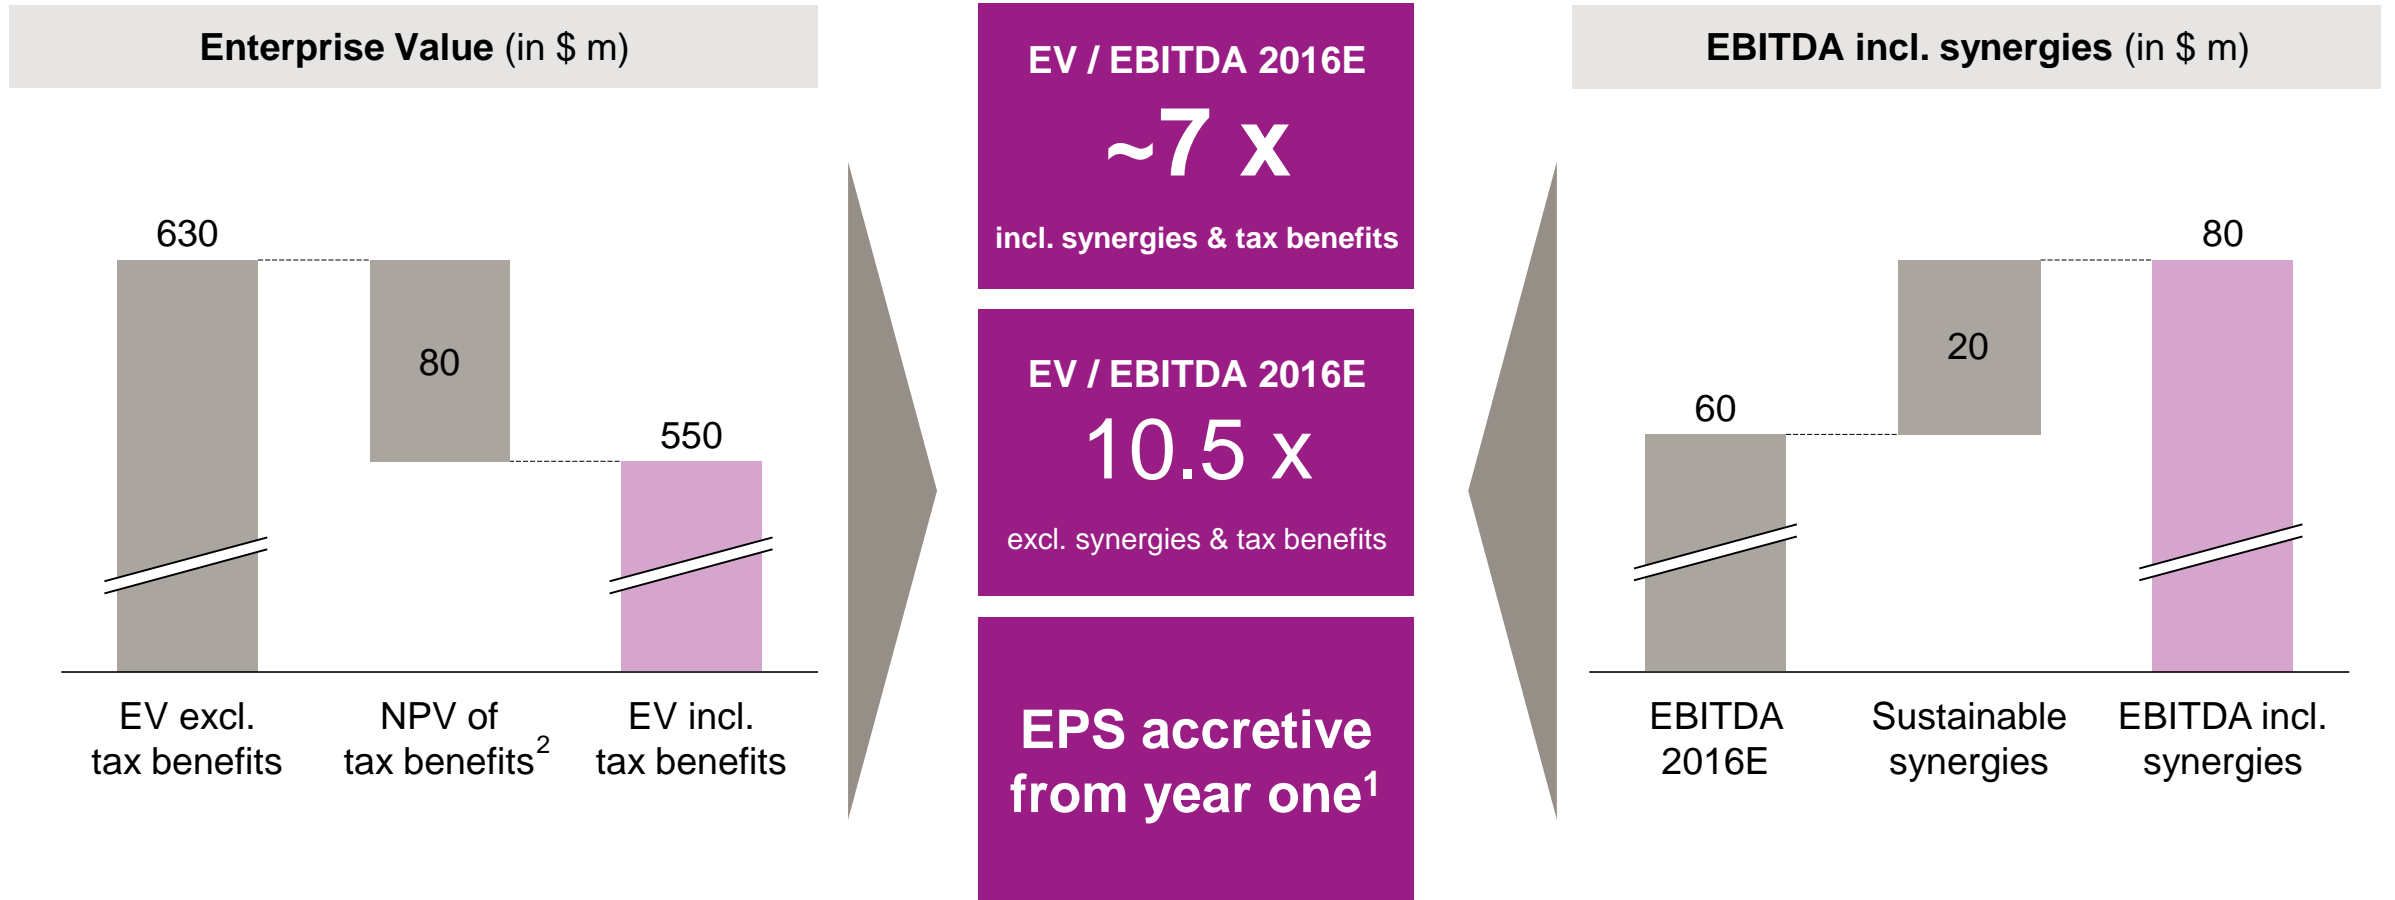 Enterprise Value (in $ m)
630
80
550
EV excl.
tax benefits
NPV of
tax benefits2
EV incl.
tax benefits
EV / EBITDA 2016E
~7 x
incl. synergies & tax benefits
EV / EBITDA 2016E
10.5 x
excl. synergies & tax benefits
EPS accretive
from year one1
EBITDA incl. synergies (in $ m)
60
20
80
EBITDA
2016E
Sustainable
synergies
EBITDA incl.
synergies